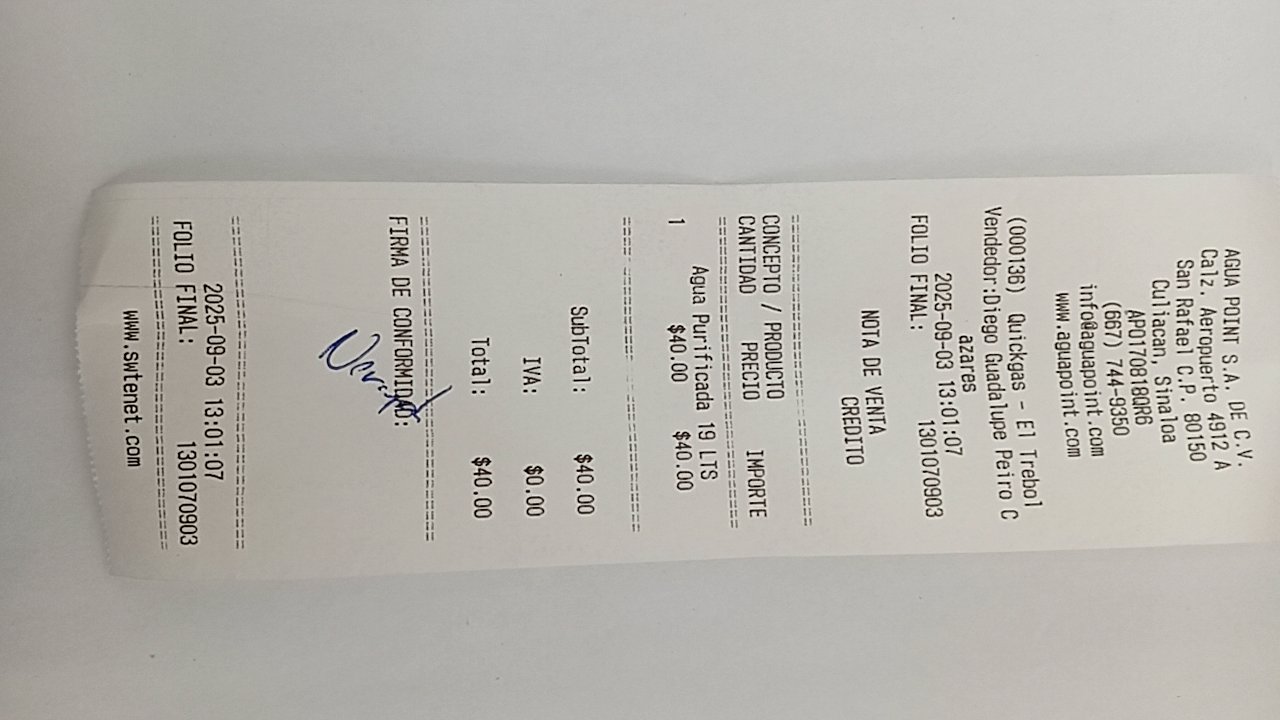 AGUA POINT S.A. DE C.V.
Calz. Aeropuerto 4912 A
San Rafael C.P. 80150
Culiacan, Sinaloa
APO170818QR6
(667) 744-9350
info@aguapoint.com
www.aguapoint.com
(000136) Quickgas - El Trebol
Vendedor:Diego Guadalupe Peiro C
azares
2025-09-03 13:01:07
FOLIO FINAL: 1301070903
NOTA DE VENTA
CREDITO
CONCEPTO / PRODUCTO
CANTIDAD PRECIO IMPORTE
1 Agua Purificada 19 LTS
$40.00 $40.00
SubTotal: $40.00
IVA: $0.00
Total: $40.00
FIRMA DE CONFORMIDAD:
2025-09-03 13:01:07
FOLIO FINAL: 1301070903
www.swtenet.com